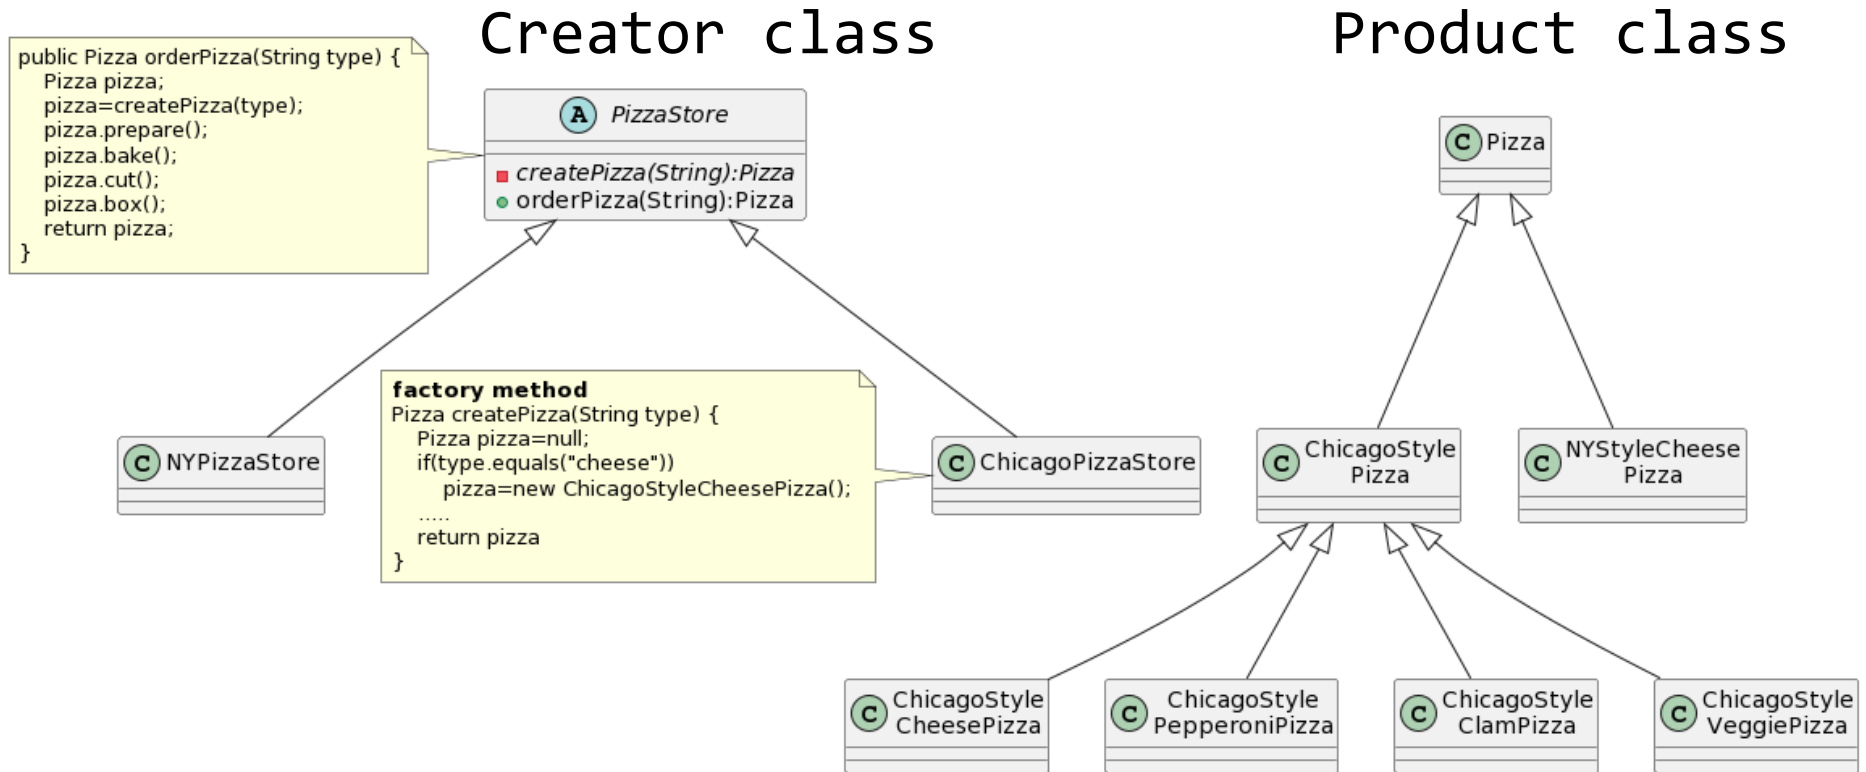 Creator class
Product class
public Pizza orderPizza(String type) {
Pizza pizza;
pizza=createPizza(type);
pizza.prepare();
pizza.bake();
pizza.cut();
pizza.box();
return pizza;
}
A PizzaStore
createPizza(String):Pizza
orderPizza(String):Pizza
C Pizza
C NYPizzaStore
factory method
Pizza createPizza(String type) {
Pizza pizza=null;
if(type.equals("cheese"))
pizza=new ChicagoStyleCheesePizza();
.....
return pizza
}
C ChicagoPizzaStore
C ChicagoStyle
Pizza
C NYStyleCheese
Pizza
C ChicagoStyle
CheesePizza
C ChicagoStyle
PepperoniPizza
C ChicagoStyle
ClamPizza
C ChicagoStyle
VeggiePizza